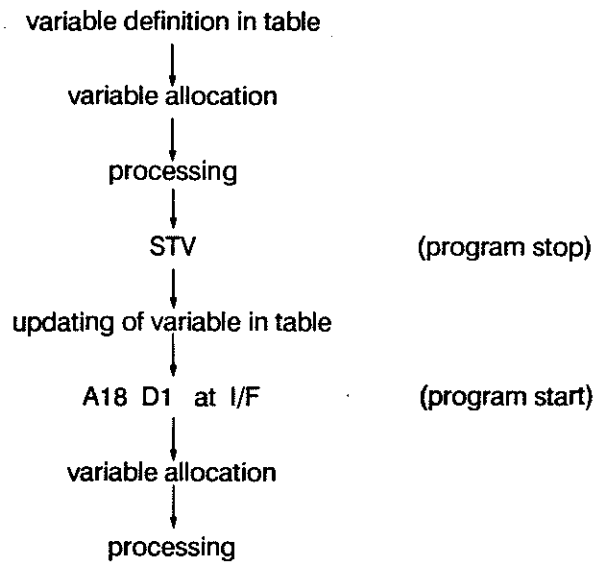 variable definition in table
variable allocation
processing
STV (program stop)
updating of variable in table
A18 D1 at I/F (program start)
variable allocation
processing